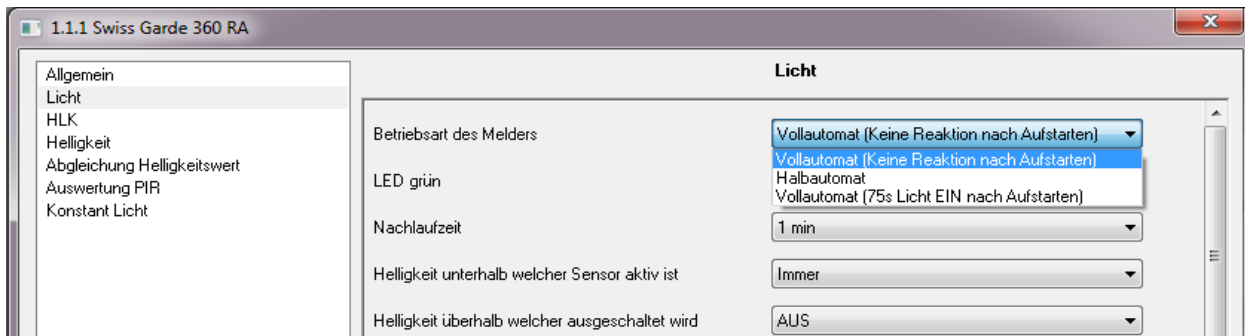 1.1.1 Swiss Garde 360 RA
Allgemein
Licht
HLK
Helligkeit
Abgleichung Helligkeitswert
Auswertung PIR
Konstant Licht
Licht
Betriebsart des Melders
Vollautomat (Keine Reaktion nach Aufstarten)
Vollautomat (Keine Reaktion nach Aufstarten)
Halbautomat
Vollautomat (75s Licht EIN nach Aufstarten)
LED grün
Nachlaufzeit
1 min
Helligkeit unterhalb welcher Sensor aktiv ist
Immer
Helligkeit überhalb welcher ausgeschaltet wird
AUS